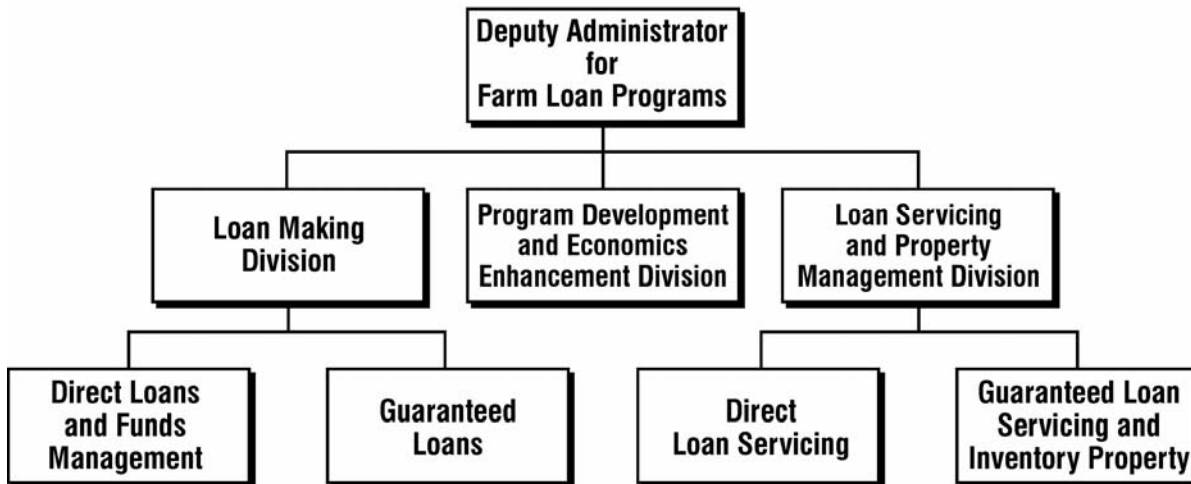 Deputy Administrator
for
Farm Loan Programs
Loan Making
Division
Program Development
and Economics
Enhancement Division
Loan Servicing
and Property
Management Division
Direct Loans
and Funds
Management
Guaranteed
Loans
Direct
Loan Servicing
Guaranteed Loan
Servicing and
Inventory Property